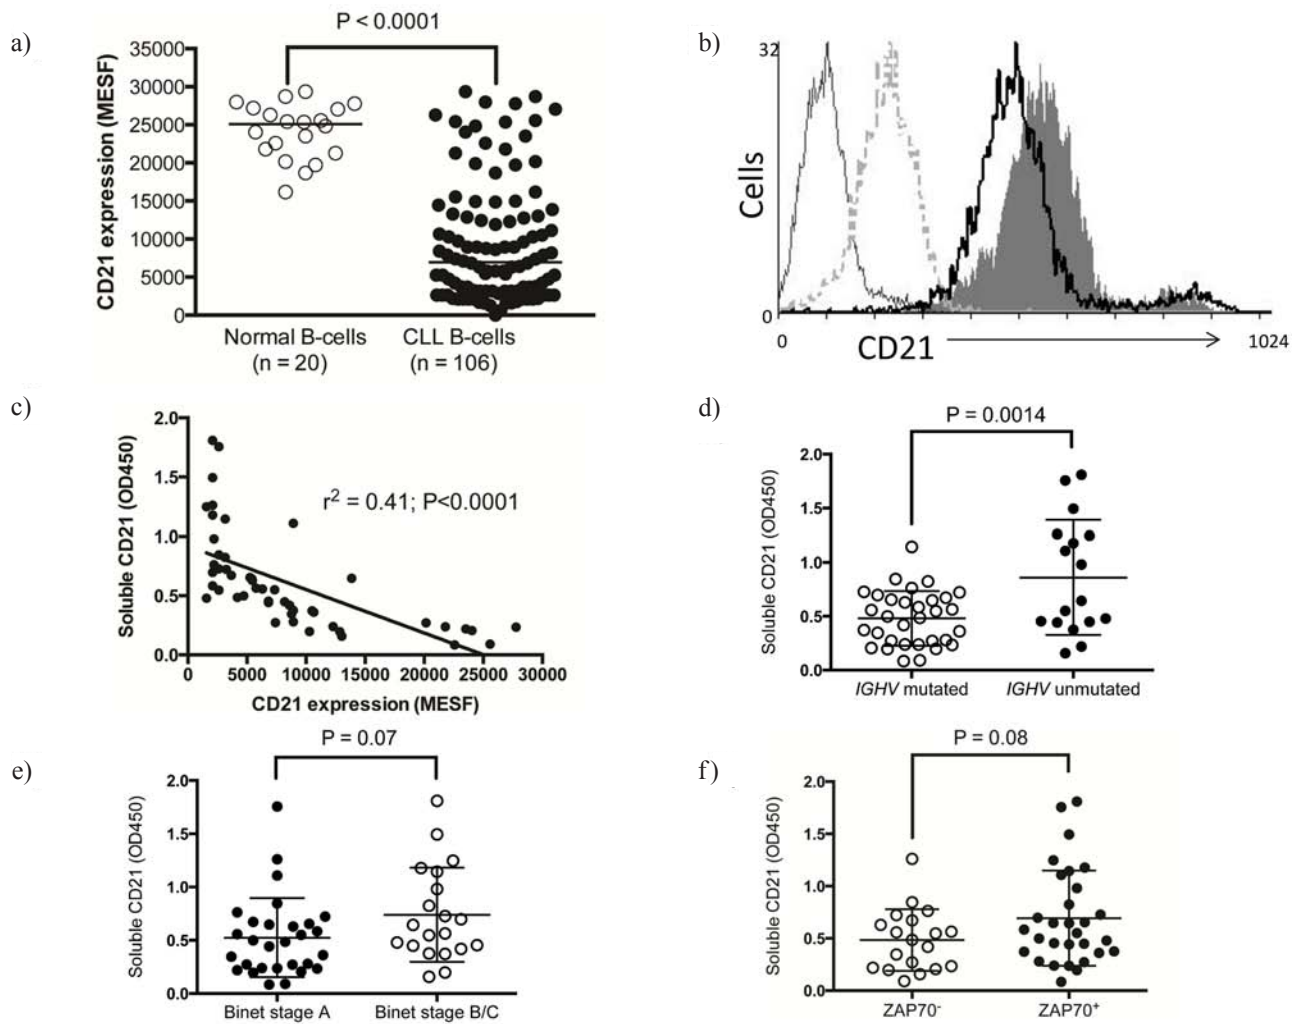 a)
P < 0.0001
CD21 expression (MESF)
35000
30000
25000
20000
15000
10000
5000
0
Normal B-cells
(n = 20)
CLL B-cells
(n = 106)
b)
32
Cells
0
0
CD21
1024
c)
Soluble CD21 (OD450)
2.0
1.5
1.0
0.5
0.0
r2 = 0.41; P<0.0001
0 5000 10000 15000 20000 25000 30000
CD21 expression (MESF)
d)
P = 0.0014
Soluble CD21 (OD450)
2.0
1.5
1.0
0.5
0.0
IGHV mutated
IGHV unmutated
e)
P = 0.07
Soluble CD21 (OD450)
2.0
1.5
1.0
0.5
0.0
Binet stage A
Binet stage B/C
f)
P = 0.08
Soluble CD21 (OD450)
2.0
1.5
1.0
0.5
0.0
ZAP70-
ZAP70+